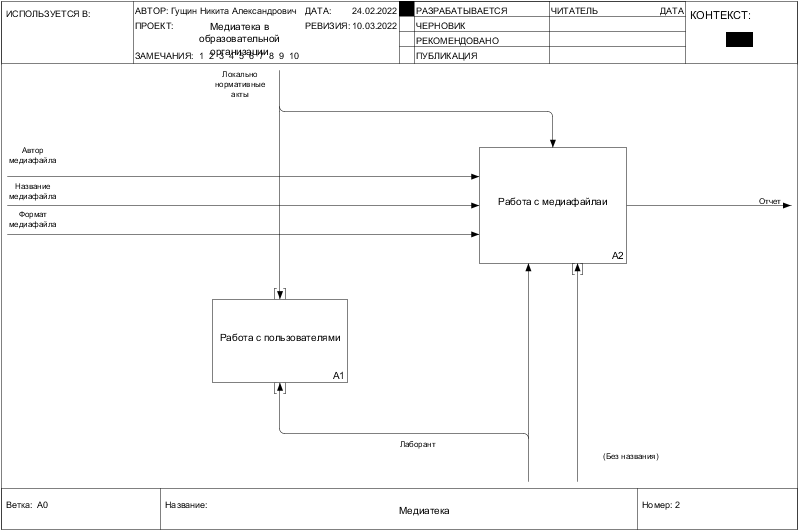 ИСПОЛЬЗУЕТСЯ В:
АВТОР: Гущин Никита Александрович
ДАТА: 24.02.2022
ПРОЕКТ: Медиатека в
образовательной
организации
РЕВИЗИЯ: 10.03.2022
ЗАМЕЧАНИЯ: 1 2 3 4 5 6 7 8 9 10
РАЗРАБАТЫВАЕТСЯ
ЧЕРНОВИК
РЕКОМЕНДОВАНО
ПУБЛИКАЦИЯ
ЧИТАТЕЛЬ
ДАТА
КОНТЕКСТ:
Локально
нормативные
акты
Автор
медиафайла
Название
медиафайла
Формат
медиафайла
Работа с медиафайлаи
A2
Отчет
Работа с пользователями
A1
Лаборант
(Без названия)
Ветка: A0
Название:
Медиатека
Номер: 2